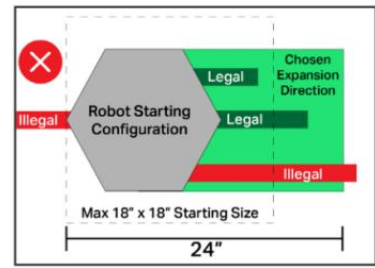 Chosen
Expansion
Direction
Legal
Robot Starting
Configuration
Illegal
Legal
Illegal
Max 18" x 18" Starting Size
24"